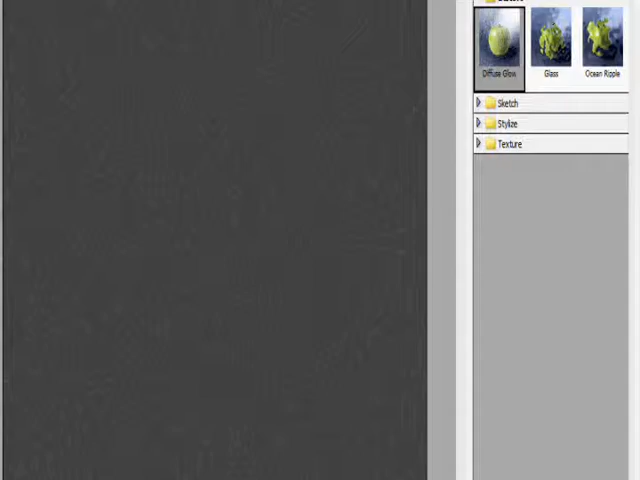 Diffuse Glow
Glass
Ocean Ripple
Sketch
Stylize
Texture